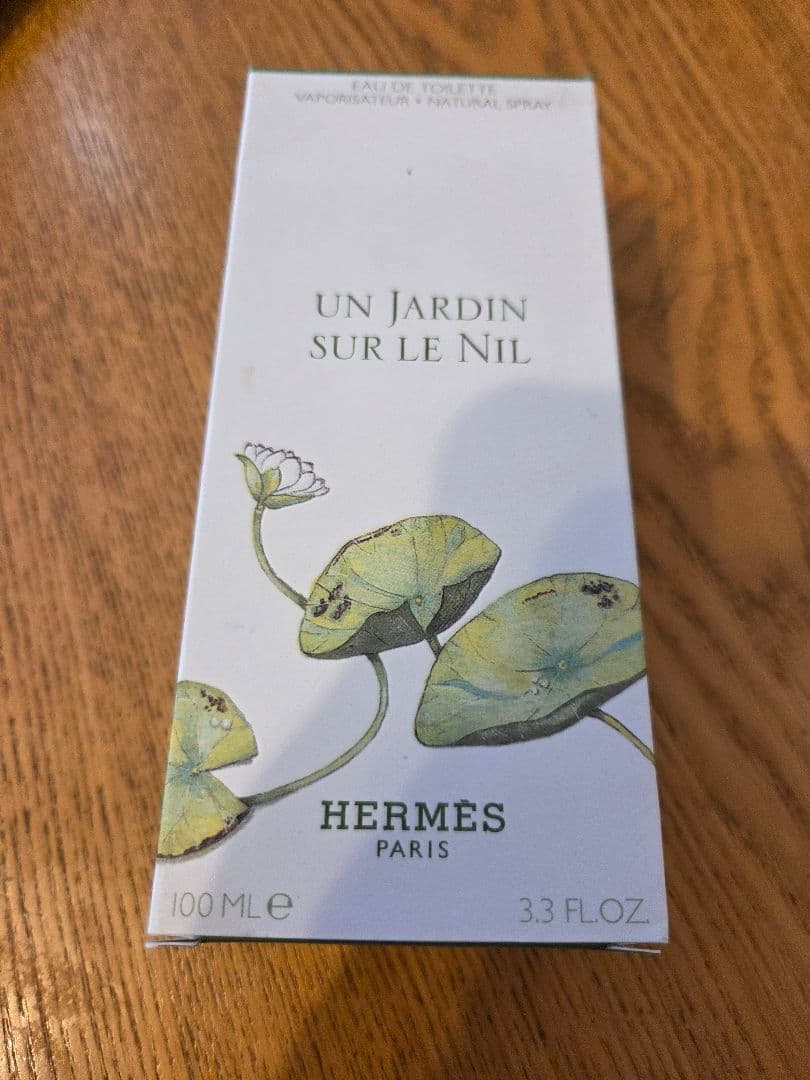 EAU DE TOILETTE
VAPORISATEUR • NATURAL SPRAY
UN JARDIN
SUR LE NIL
HERMÈS
PARIS
100 ML ℮
3.3 FL.OZ.